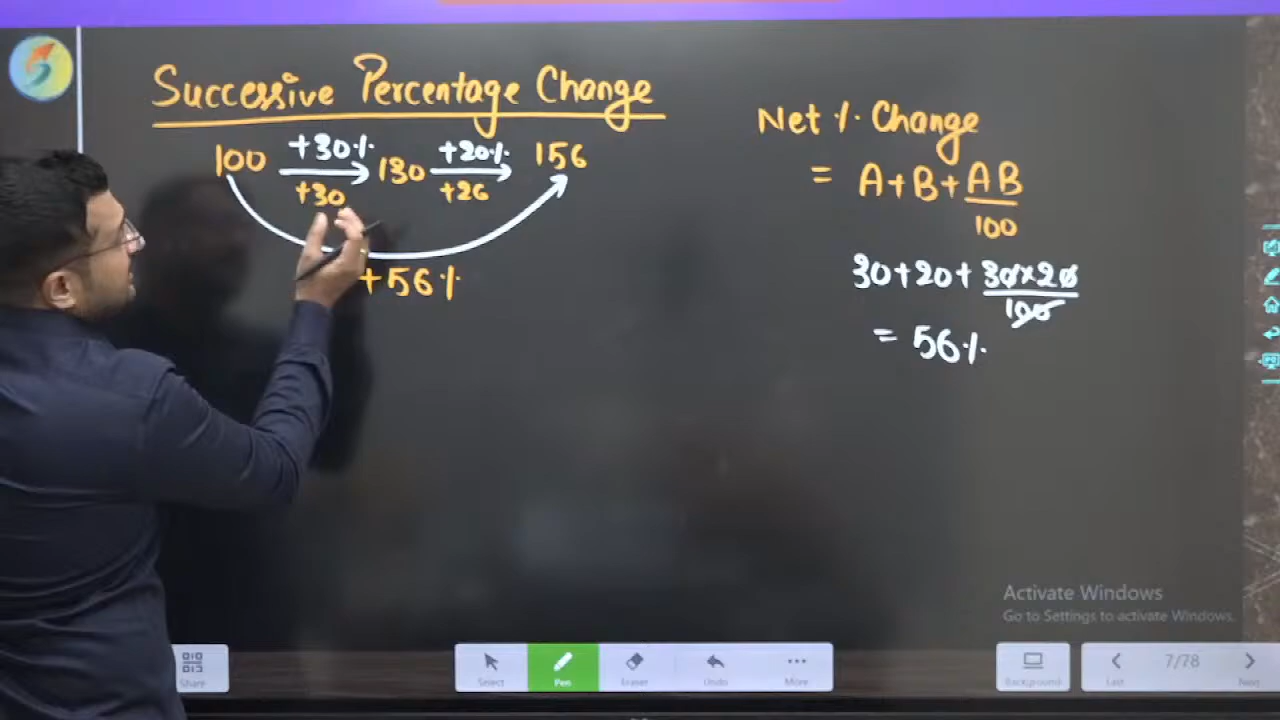 Successive Percentage Change
100 +30% 130 +20% 156
+30 +26
+56%
Net % Change
= A+B+AB
100
30+20+30×20
100
= 56%
Activate Windows
Go to Settings to activate Windows.
Share
Select Pen Eraser Undo More
Background
Last 7/78 Next